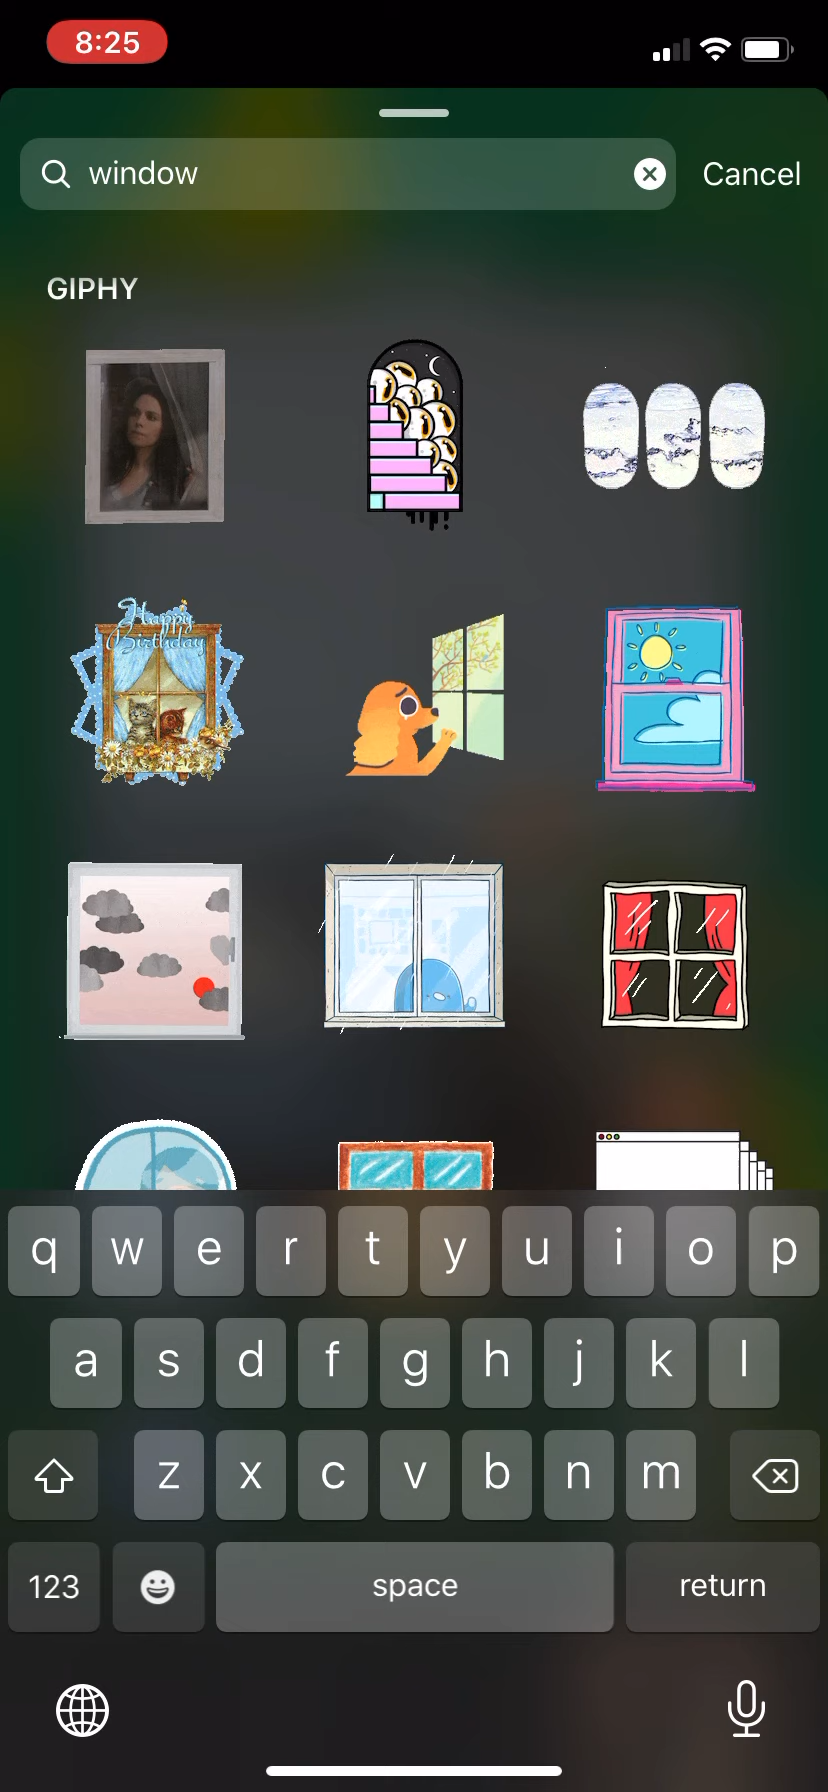 8:25
window
Cancel
GIPHY
Happy
Birthday
q w e r t y u i o p
a s d f g h j k l
z x c v b n m
123 space return